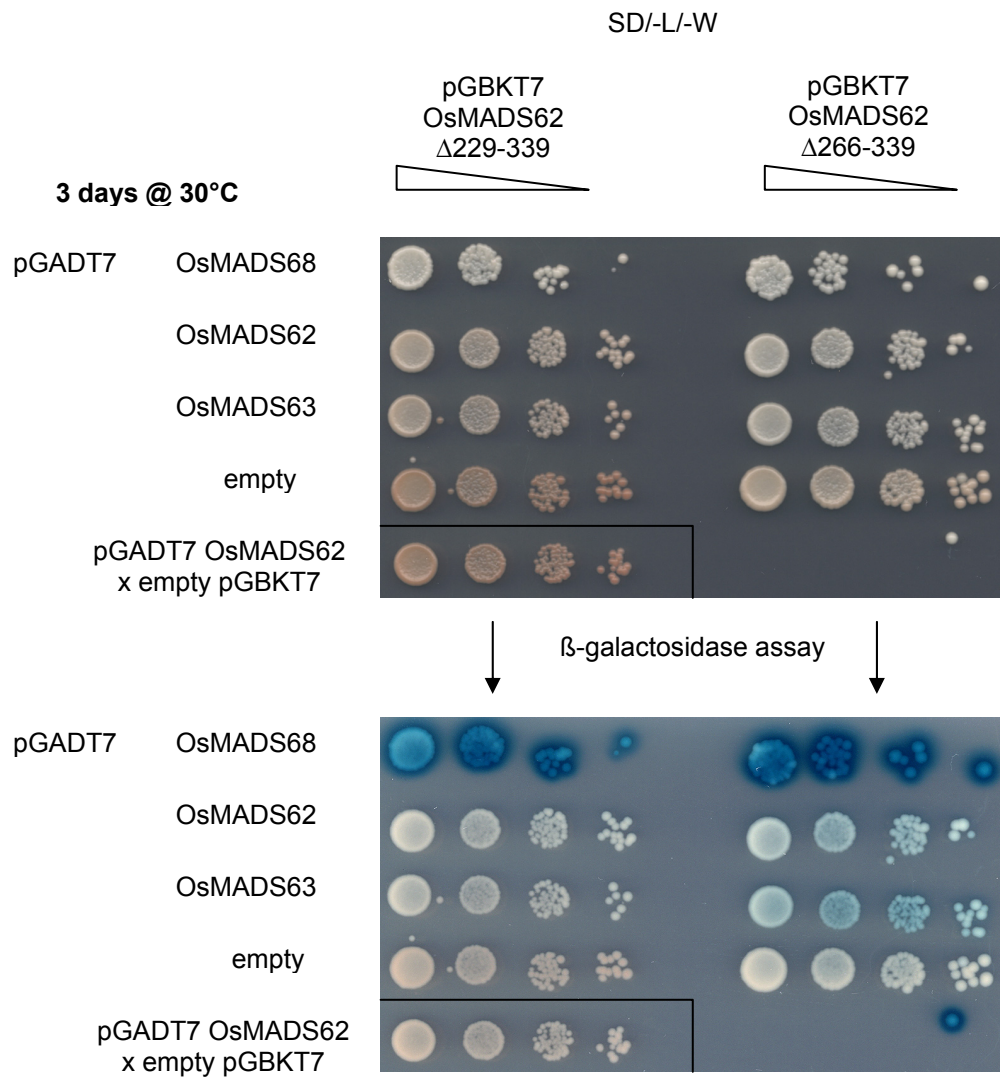 SD/-L/-W
pGBKT7
OsMADS62
Δ229-339
pGBKT7
OsMADS62
Δ266-339
3 days @ 30°C
pGADT7 OsMADS68
OsMADS62
OsMADS63
empty
pGADT7 OsMADS62
x empty pGBKT7
ß-galactosidase assay
pGADT7 OsMADS68
OsMADS62
OsMADS63
empty
pGADT7 OsMADS62
x empty pGBKT7